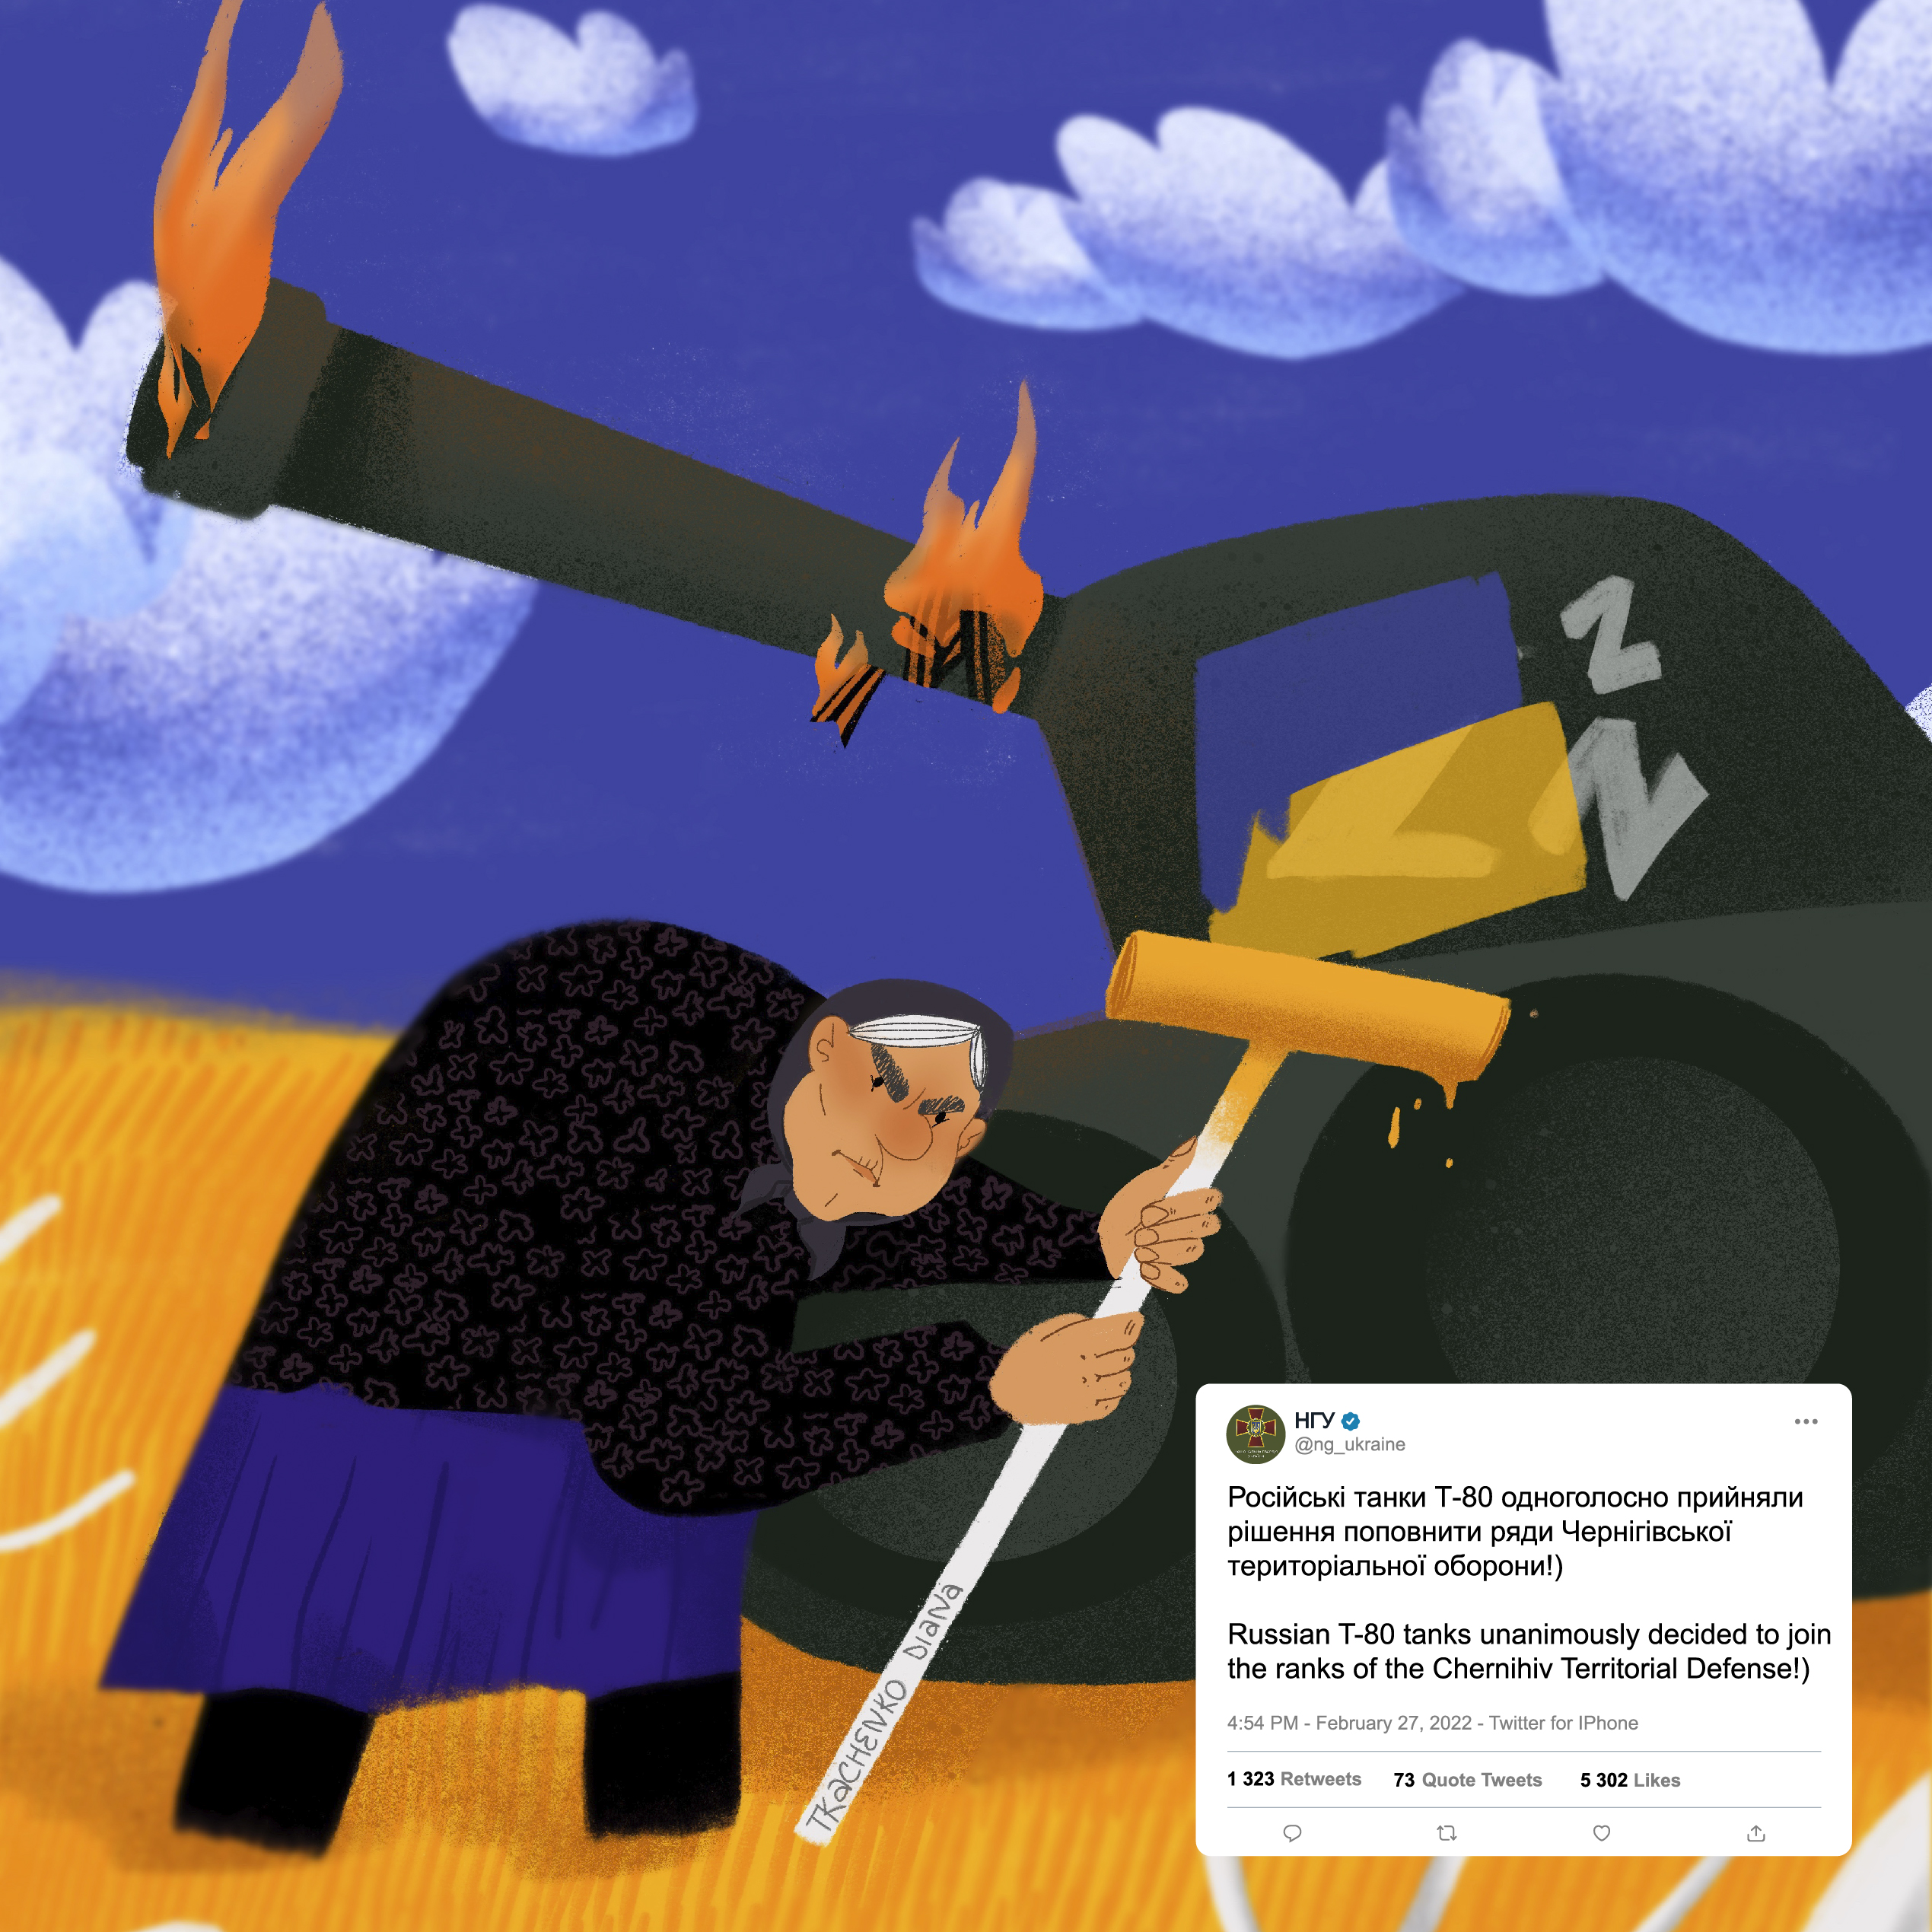 Z
Z
Z
НГУ
@ng_ukraine
Російські танки Т-80 одноголосно прийняли
рішення поповнити ряди Чернігівської
територіальної оборони!)
Russian T-80 tanks unanimously decided to join
the ranks of the Chernihiv Territorial Defense!)
4:54 PM - February 27, 2022 - Twitter for IPhone
1 323 Retweets 73 Quote Tweets 5 302 Likes
TKACHENKO DIANA